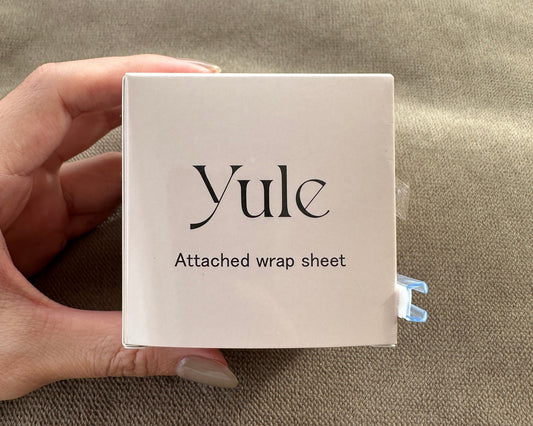 Yule
Attached wrap sheet